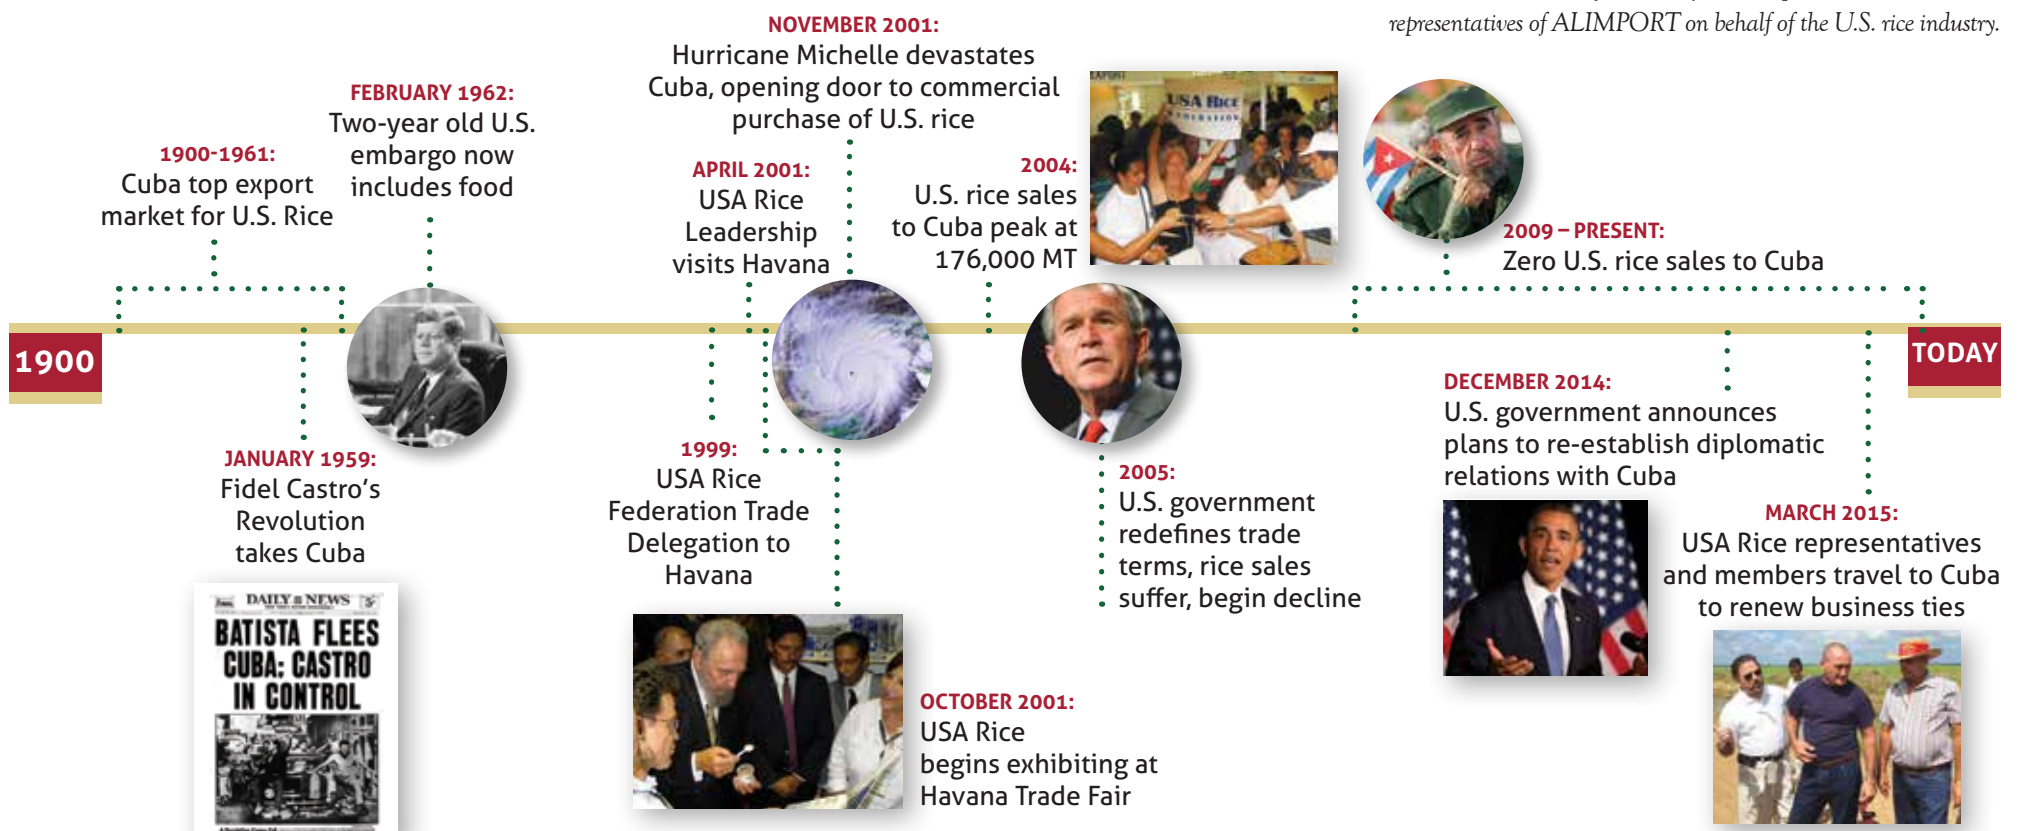 representatives of ALIMPORT on behalf of the U.S. rice industry.
NOVEMBER 2001:
Hurricane Michelle devastates
Cuba, opening door to commercial
purchase of U.S. rice
FEBRUARY 1962:
Two-year old U.S.
embargo now
includes food
1900-1961:
Cuba top export
market for U.S. Rice
APRIL 2001:
USA Rice
Leadership
visits Havana
2004:
U.S. rice sales
to Cuba peak at
176,000 MT
USA RICE
FEDERATION
2009 – PRESENT:
Zero U.S. rice sales to Cuba
1900
TODAY
JANUARY 1959:
Fidel Castro's
Revolution
takes Cuba
DAILY NEWS
5¢
BATISTA FLEES
CUBA; CASTRO
IN CONTROL
1999:
USA Rice
Federation Trade
Delegation to
Havana
OCTOBER 2001:
USA Rice
begins exhibiting at
Havana Trade Fair
2005:
U.S. government
redefines trade
terms, rice sales
suffer, begin decline
DECEMBER 2014:
U.S. government announces
plans to re-establish diplomatic
relations with Cuba
MARCH 2015:
USA Rice representatives
and members travel to Cuba
to renew business ties